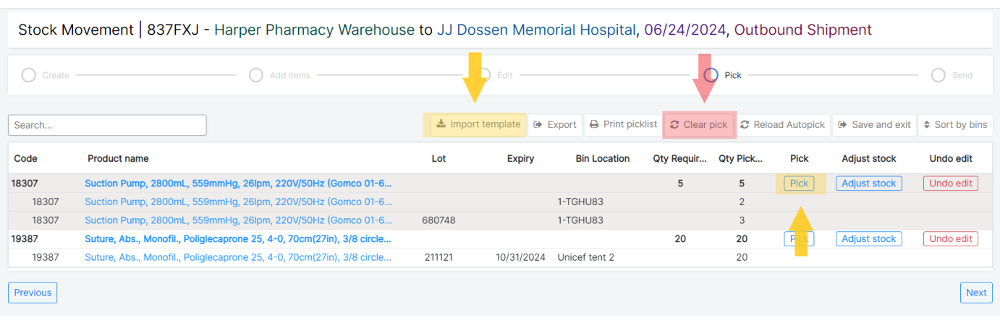 Stock Movement | 837FXJ - Harper Pharmacy Warehouse to JJ Dossen Memorial Hospital, 06/24/2024, Outbound Shipment
Create Add items Edit Pick Send
Search... Import template Export Print picklist Clear pick Reload Autopick Save and exit Sort by bins
Code Product name Lot Expiry Bin Location Qty Requir... Qty Pick... Pick Adjust stock Undo edit
18307 Suction Pump, 2800mL, 559mmHg, 26lpm, 220V/50Hz (Gomco 01-6... 5 5 Pick Adjust stock Undo edit
18307 Suction Pump, 2800mL, 559mmHg, 26lpm, 220V/50Hz (Gomco 01-6... 1-TGHU83 2
18307 Suction Pump, 2800mL, 559mmHg, 26lpm, 220V/50Hz (Gomco 01-6... 680748 1-TGHU83 3
19387 Suture, Abs., Monofil., Poliglecaprone 25, 4-0, 70cm(27in), 3/8 circle... 20 20 Pick Adjust stock Undo edit
19387 Suture, Abs., Monofil., Poliglecaprone 25, 4-0, 70cm(27in), 3/8 circle... 211121 10/31/2024 Unicef tent 2 20
Previous Next